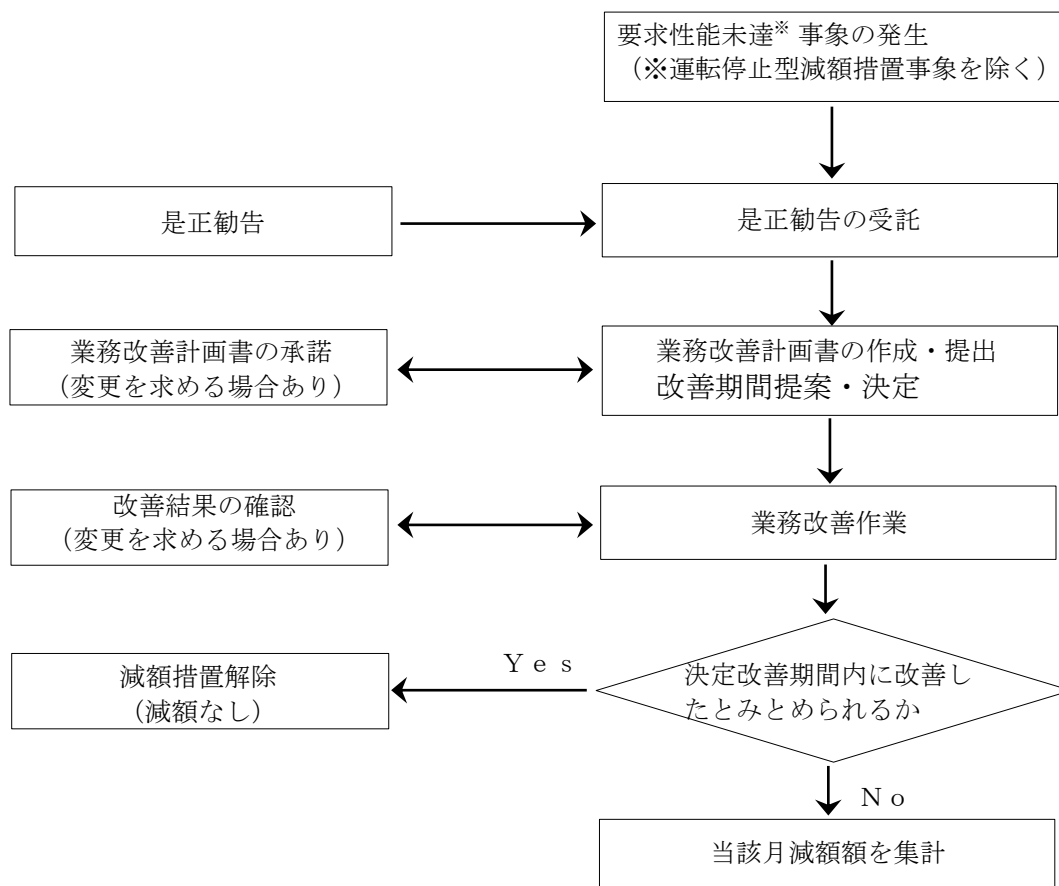 要求性能未達※ 事象の発生
（※運転停止型減額措置事象を除く）
是正勧告
是正勧告の受託
業務改善計画書の承諾
（変更を求める場合あり）
業務改善計画書の作成・提出
改善期間提案・決定
改善結果の確認
（変更を求める場合あり）
業務改善作業
減額措置解除
（減額なし）
Ｙｅｓ
決定改善期間内に改善し
たとみとめられるか
Ｎｏ
当該月減額額を集計